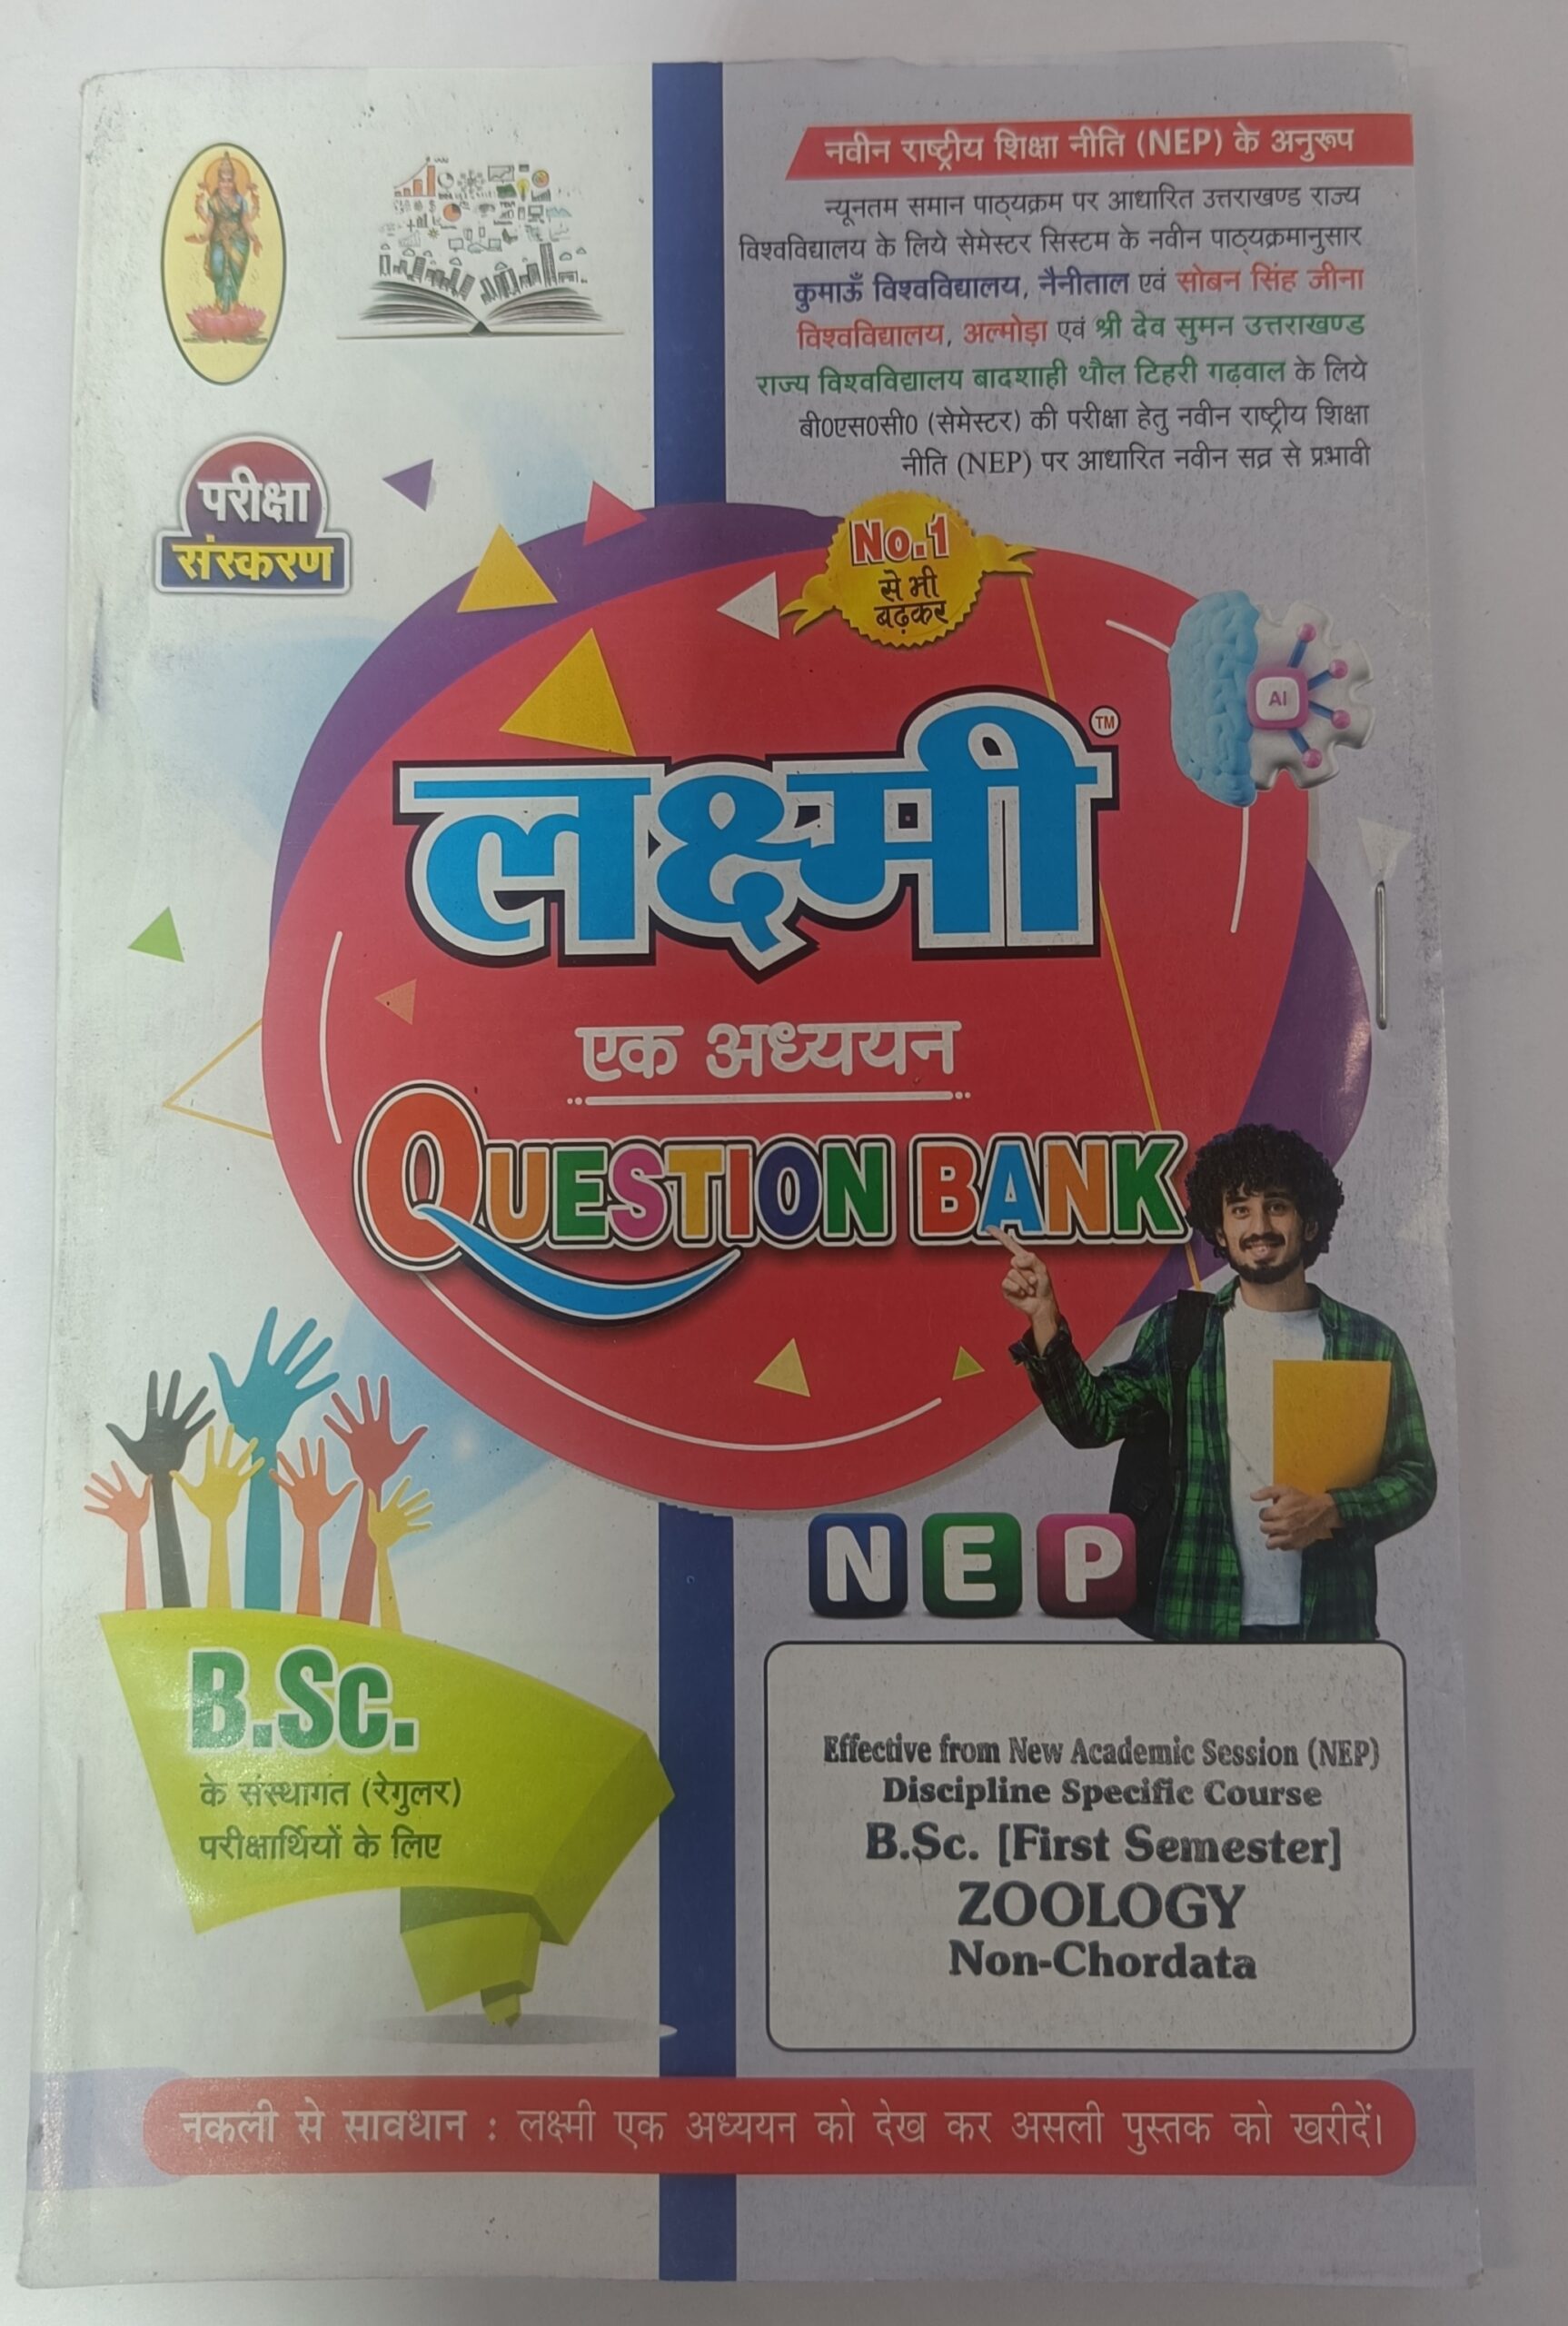 नवीन राष्ट्रीय शिक्षा नीति (NEP) के अनुरूप
न्यूनतम समान पाठ्यक्रम पर आधारित उत्तराखण्ड राज्य
विश्वविद्यालय के लिये सेमेस्टर सिस्टम के नवीन पाठ्यक्रमानुसार
कुमाऊँ विश्वविद्यालय, नैनीताल एवं सोबन सिंह जीना
विश्वविद्यालय, अल्मोड़ा एवं श्री देव सुमन उत्तराखण्ड
राज्य विश्वविद्यालय बादशाही थौल टिहरी गढ़वाल के लिये
बी0एस0सी0 (सेमेस्टर) की परीक्षा हेतु नवीन राष्ट्रीय शिक्षा
नीति (NEP) पर आधारित नवीन सत्र से प्रभावी
परीक्षा
संस्करण
No.1
से भी
बढ़कर
AI
लक्ष्मी TM
एक अध्ययन
QUESTION BANK
NEP
B.Sc.
के संस्थागत (रेगुलर)
परीक्षार्थियों के लिए
Effective from New Academic Session (NEP)
Discipline Specific Course
B.Sc. [First Semester]
ZOOLOGY
Non-Chordata
नकली से सावधान : लक्ष्मी एक अध्ययन को देख कर असली पुस्तक को खरीदें।